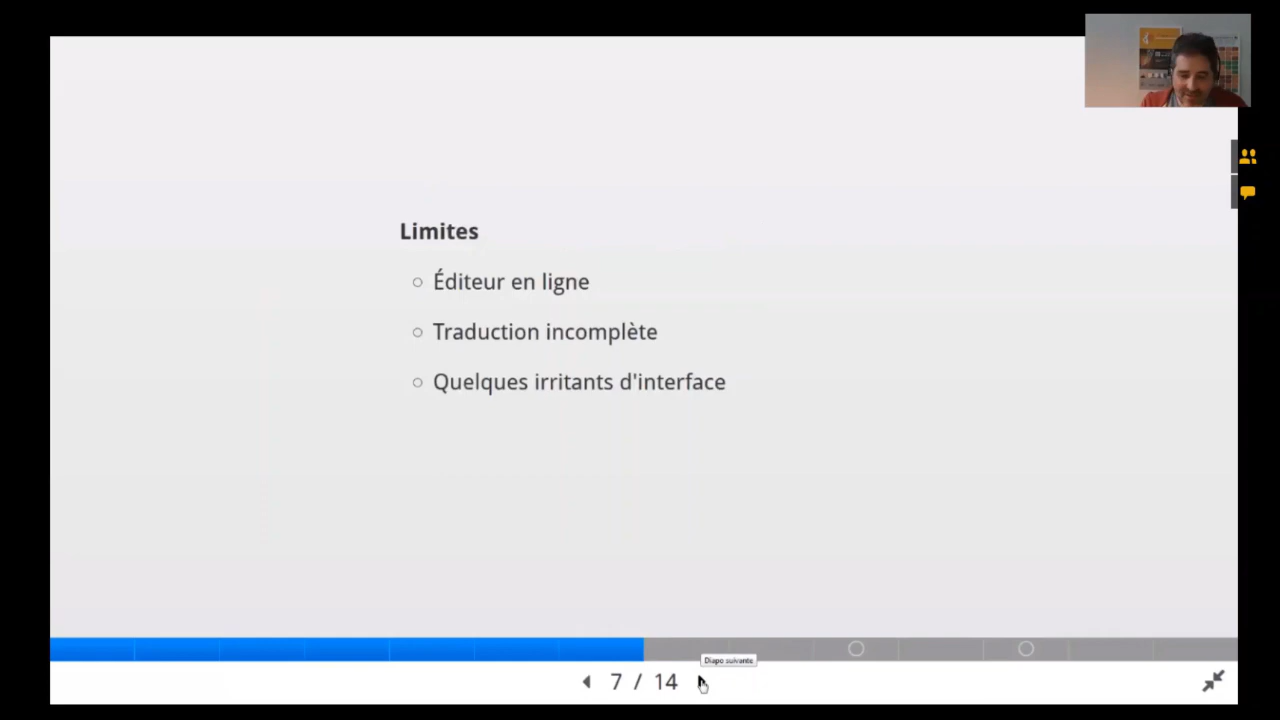 Limites
Éditeur en ligne
Traduction incomplète
Quelques irritants d'interface
Diapo suivante
7 / 14